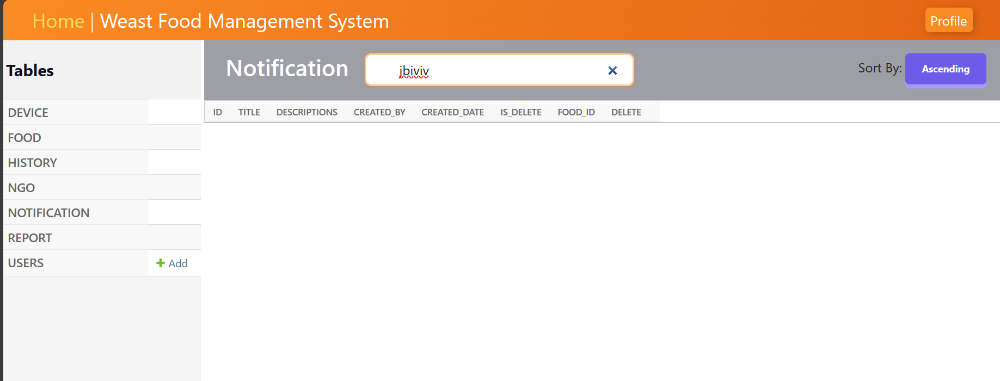 Home | Weast Food Management System
Profile
Tables
DEVICE
FOOD
HISTORY
NGO
NOTIFICATION
REPORT
USERS
Add
Notification
jbiviv
Sort By: Ascending
ID TITLE DESCRIPTIONS CREATED_BY CREATED_DATE IS_DELETE FOOD_ID DELETE